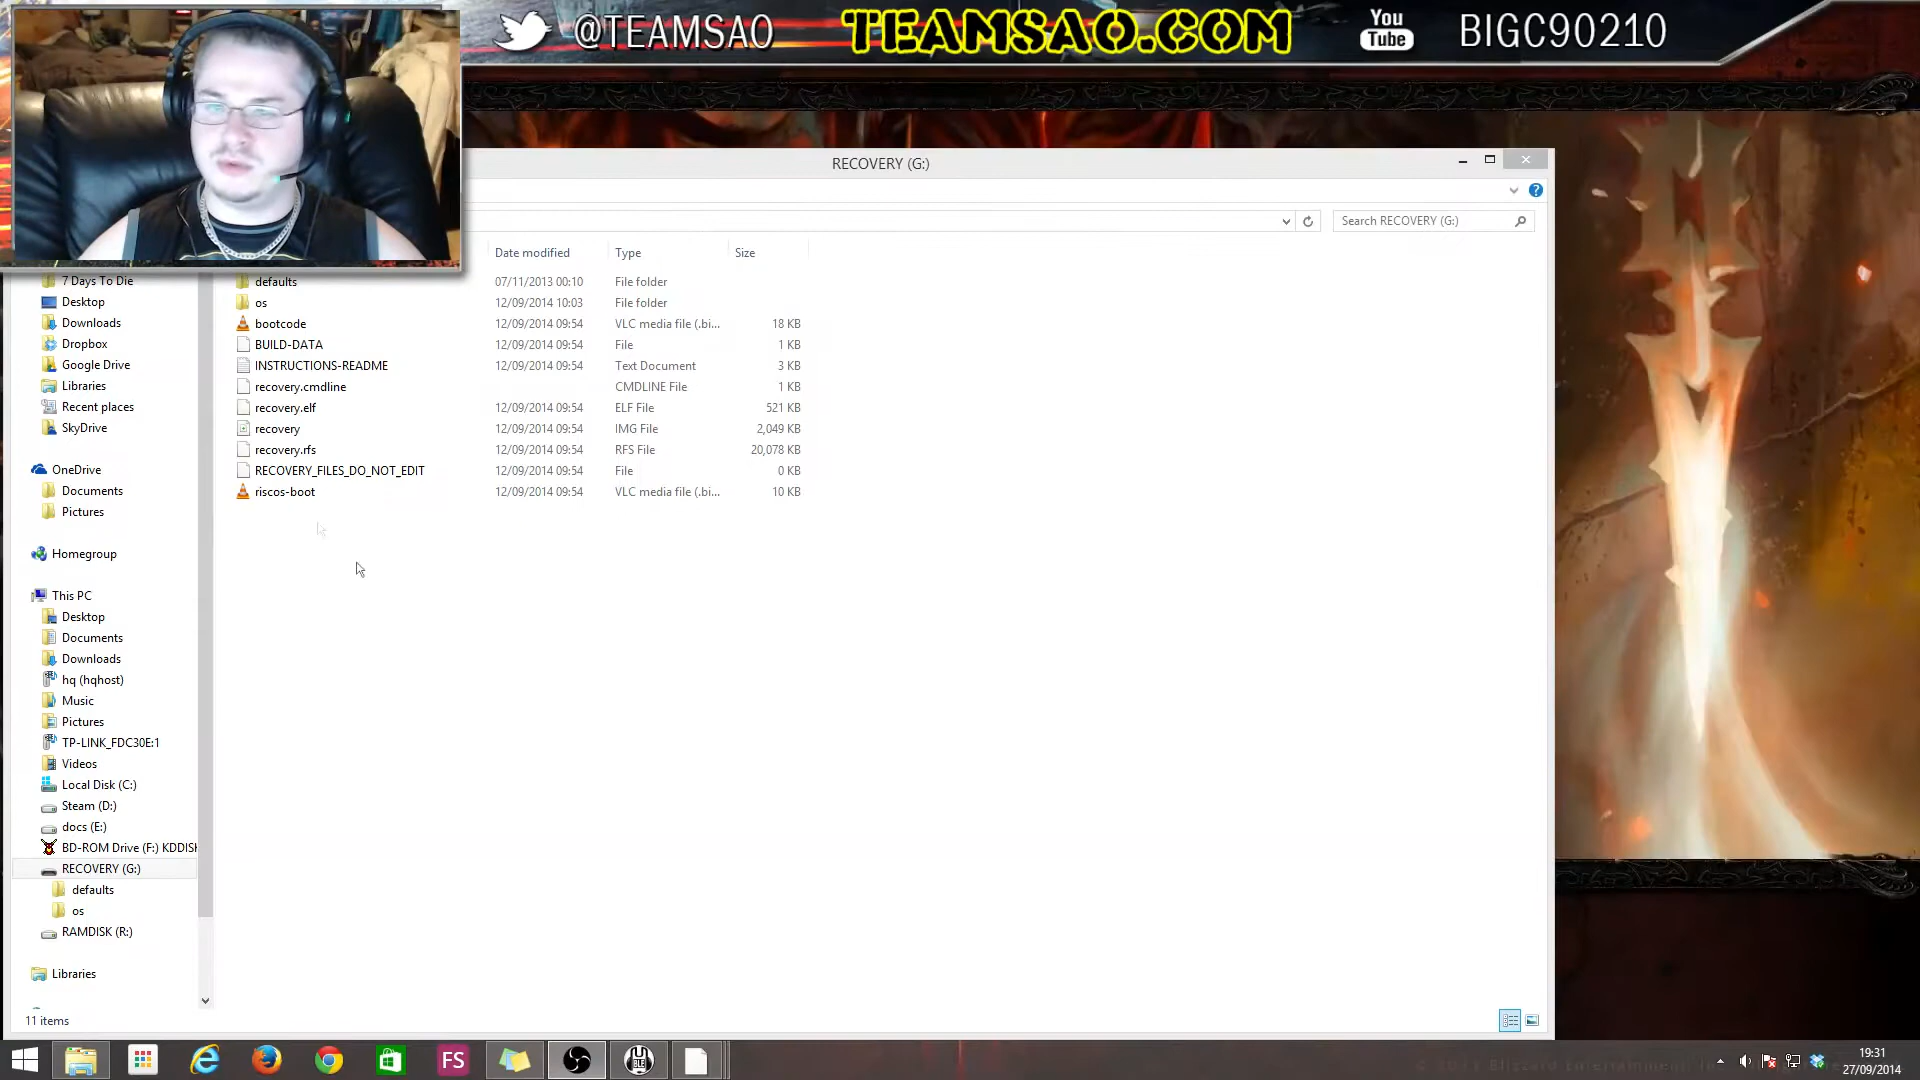 @TEAMSAO
TEAMSAO.COM
You
Tube
BIGC90210
RECOVERY (G:)
Search RECOVERY (G:)
Date modified Type Size
7 Days To Die
Desktop
Downloads
Dropbox
Google Drive
Libraries
Recent places
SkyDrive
OneDrive
Documents
Pictures
Homegroup
This PC
Desktop
Documents
Downloads
hq (hqhost)
Music
Pictures
TP-LINK_FDC30E:1
Videos
Local Disk (C:)
Steam (D:)
docs (E:)
BD-ROM Drive (F:) KDDISK
RECOVERY (G:)
defaults
os
RAMDISK (R:)
Libraries
defaults 07/11/2013 00:10 File folder
os 12/09/2014 10:03 File folder
bootcode 12/09/2014 09:54 VLC media file (.bi... 18 KB
BUILD-DATA 12/09/2014 09:54 File 1 KB
INSTRUCTIONS-README 12/09/2014 09:54 Text Document 3 KB
recovery.cmdline CMDLINE File 1 KB
recovery.elf 12/09/2014 09:54 ELF File 521 KB
recovery 12/09/2014 09:54 IMG File 2,049 KB
recovery.rfs 12/09/2014 09:54 RFS File 20,078 KB
RECOVERY_FILES_DO_NOT_EDIT 12/09/2014 09:54 File 0 KB
riscos-boot 12/09/2014 09:54 VLC media file (.bi... 10 KB
11 items
FS
U
BLE
19:31
27/09/2014